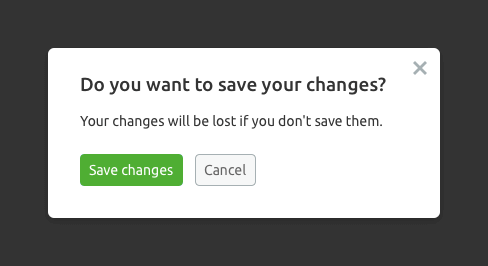 Do you want to save your changes?
Your changes will be lost if you don't save them.
Save changes
Cancel